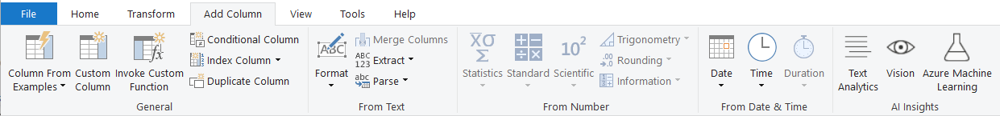 File Home Transform Add Column View Tools Help
Column From
Examples
Custom
Column
Invoke Custom
Function
Conditional Column
Index Column
Duplicate Column
General
ABC
Format
Merge Columns
ABC
123
Extract
abc
Parse
From Text
XσΣ
Statistics
Standard
10²
Scientific
Trigonometry
.00
→.0
Rounding
Information
From Number
Date
Time
Duration
From Date & Time
Text
Analytics
Vision
Azure Machine
Learning
AI Insights